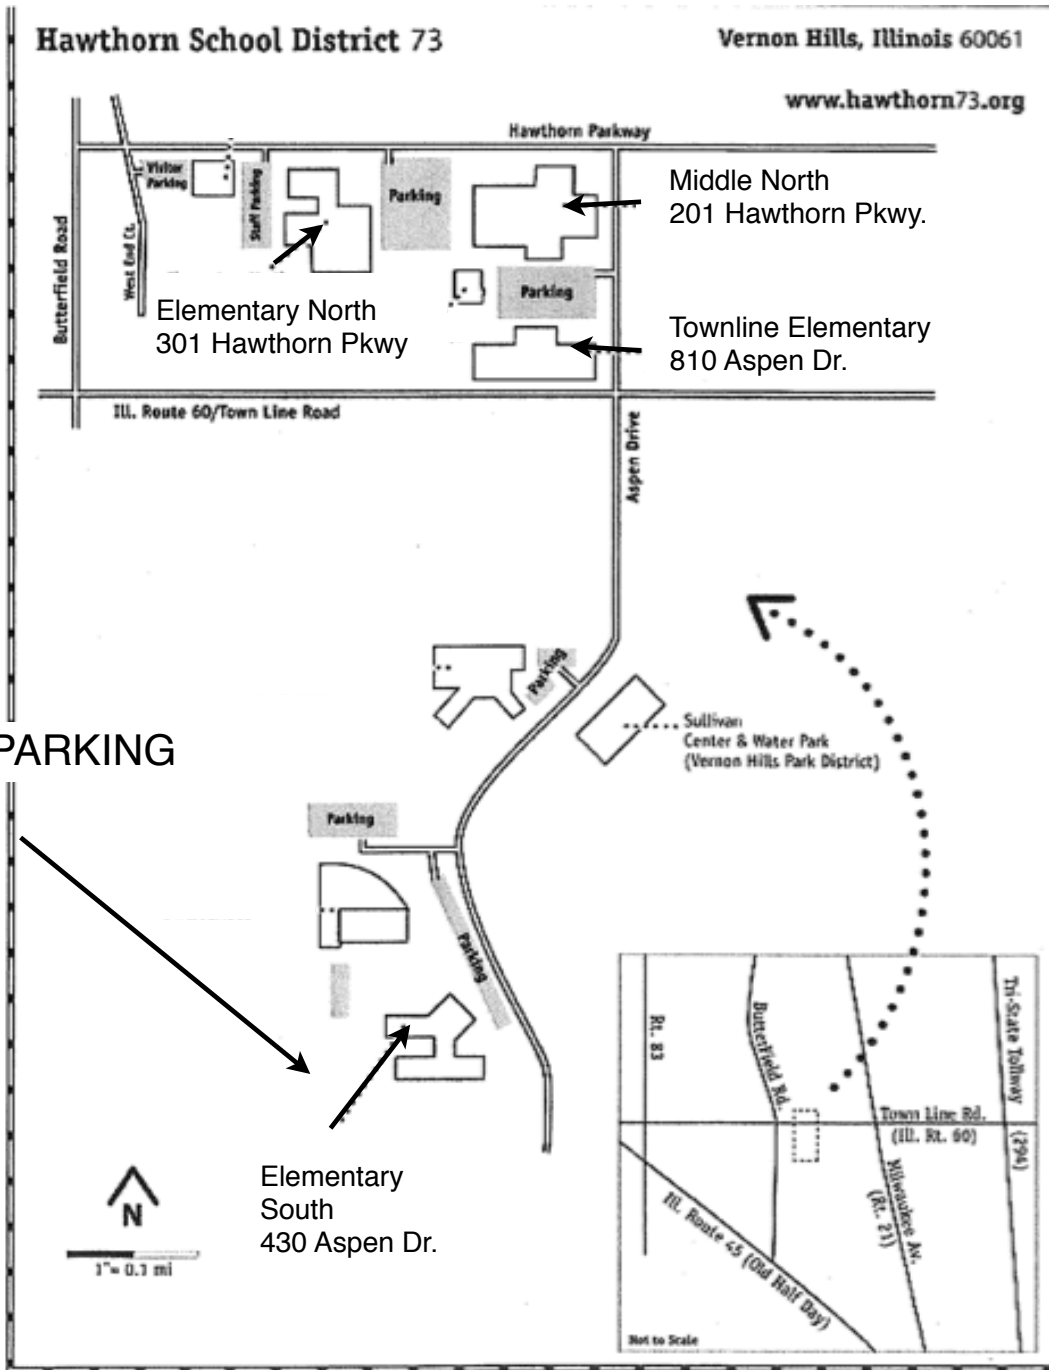 Hawthorn School District 73
Vernon Hills, Illinois 60061
www.hawthorn73.org
Hawthorn Parkway
Visitor
Parking
Staff Parking
Parking
Middle North
201 Hawthorn Pkwy.
Butterfield Road
West End Ct.
Parking
Elementary North
301 Hawthorn Pkwy
Townline Elementary
810 Aspen Dr.
Ill. Route 60/Town Line Road
Aspen Drive
Parking
Sullivan
Center & Water Park
(Vernon Hills Park District)
PARKING
Parking
Parking
Elementary
South
430 Aspen Dr.
N
1"= 0.1 mi
Rt. 83
Butterfield Rd.
Tri-State Tollway
(294)
Town Line Rd.
(Ill. Rt. 60)
Milwaukee Av.
(Rt. 21)
Ill. Route 45 (Old Half Day)
Not to Scale